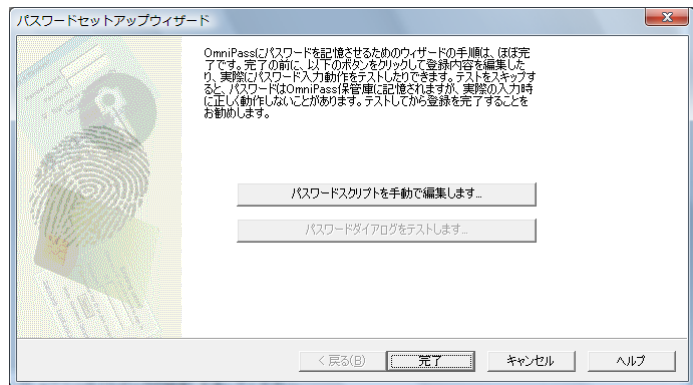 パスワードセットアップウィザード
OmniPassにパスワードを記憶させるためのウィザードの手順は、ほぼ完
了です。完了の前に、以下のボタンをクリックして登録内容を編集した
り、実際にパスワード入力動作をテストしたりできます。テストをスキップす
ると、パスワードはOmniPass保管庫に記憶されますが、実際の入力時
に正しく動作しないことがあります。テストしてから登録を完了することを
お勧めします。
パスワードスクリプトを手動で編集します...
パスワードダイアログをテストします...
< 戻る(B)
完了
キャンセル
ヘルプ